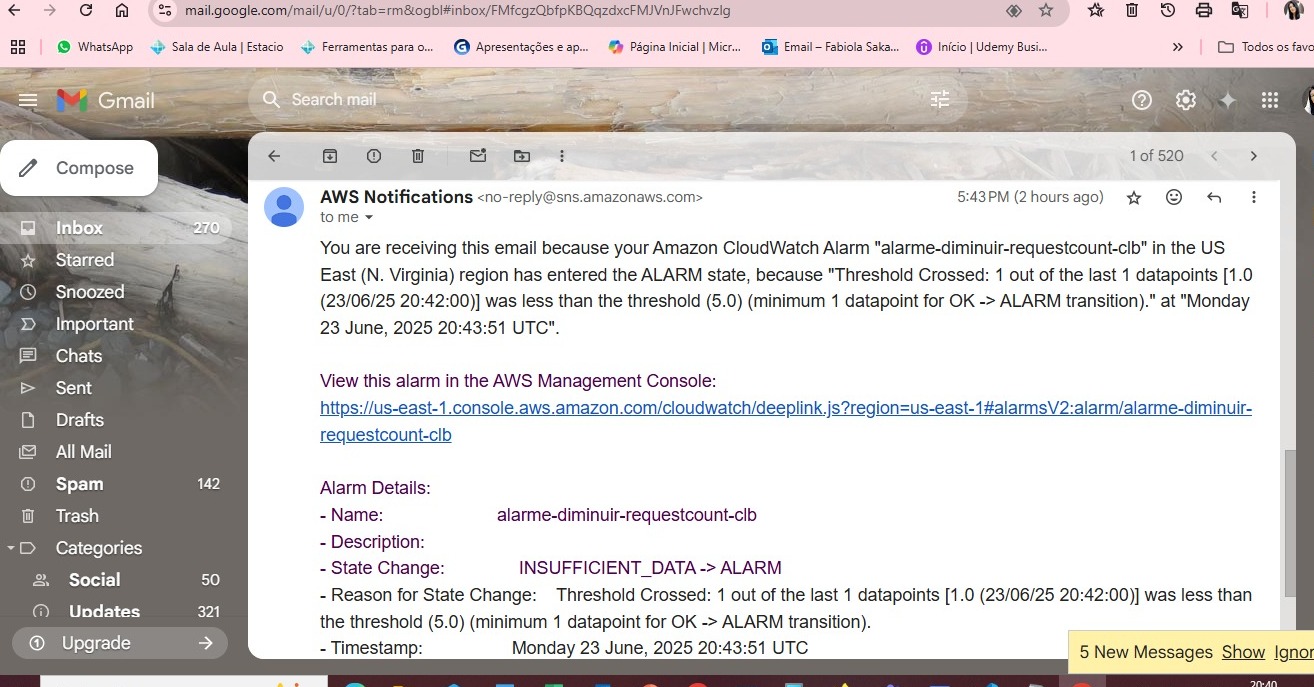 mail.google.com/mail/u/0/?tab=rm&ogbl#inbox/FMfcgzQbfpKBQqzdxcFMJVnJFwchvzlg
WhatsApp
Sala de Aula | Estacio
Ferramentas para o...
Apresentações e ap...
Página Inicial | Micr...
Email – Fabiola Saka...
Início | Udemy Busi...
»
Todos os favo
Gmail
Search mail
Compose
1 of 520
Inbox 270
Starred
Snoozed
Important
Chats
Sent
Drafts
All Mail
Spam 142
Trash
Categories
Social 50
Updates 321
Upgrade
AWS Notifications <no-reply@sns.amazonaws.com>
5:43 PM (2 hours ago)
to me
You are receiving this email because your Amazon CloudWatch Alarm "alarme-diminuir-requestcount-clb" in the US
East (N. Virginia) region has entered the ALARM state, because "Threshold Crossed: 1 out of the last 1 datapoints [1.0
(23/06/25 20:42:00)] was less than the threshold (5.0) (minimum 1 datapoint for OK -> ALARM transition)." at "Monday
23 June, 2025 20:43:51 UTC".
View this alarm in the AWS Management Console:
https://us-east-1.console.aws.amazon.com/cloudwatch/deeplink.js?region=us-east-1#alarmsV2:alarm/alarme-diminuir-
requestcount-clb
Alarm Details:
- Name: alarme-diminuir-requestcount-clb
- Description:
- State Change: INSUFFICIENT_DATA -> ALARM
- Reason for State Change: Threshold Crossed: 1 out of the last 1 datapoints [1.0 (23/06/25 20:42:00)] was less than
the threshold (5.0) (minimum 1 datapoint for OK -> ALARM transition).
- Timestamp: Monday 23 June, 2025 20:43:51 UTC
5 New Messages Show Ignor
20:40